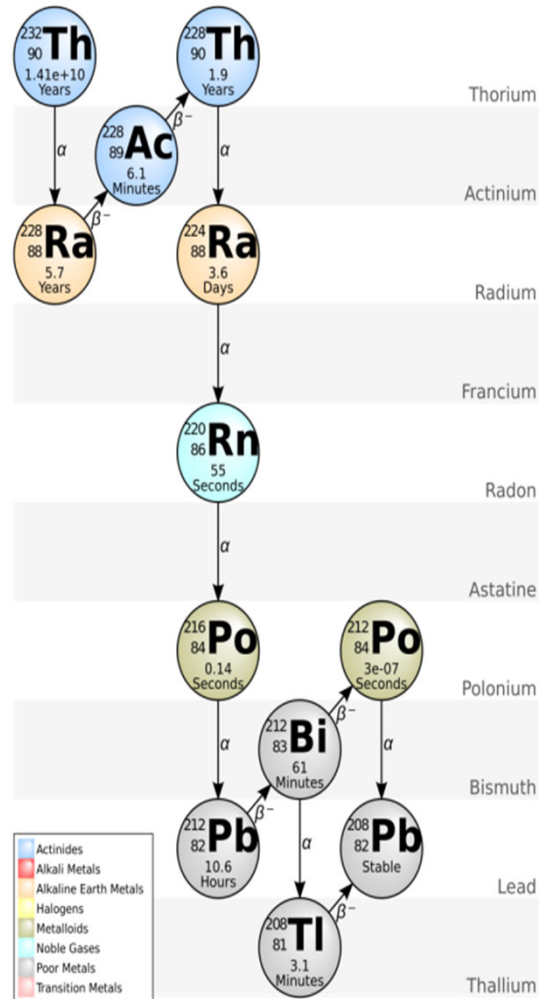 232
90
Th
1.41e+10
Years
228
90
Th
1.9
Years
Thorium
α
β⁻
α
228
89
Ac
6.1
Minutes
Actinium
β⁻
228
88
Ra
5.7
Years
224
88
Ra
3.6
Days
Radium
α
Francium
220
86
Rn
55
Seconds
Radon
α
Astatine
216
84
Po
0.14
Seconds
212
84
Po
3e-07
Seconds
Polonium
β⁻
α
212
83
Bi
61
Minutes
α
Bismuth
β⁻
212
82
Pb
10.6
Hours
α
208
82
Pb
Stable
Lead
β⁻
208
81
Tl
3.1
Minutes
Thallium
Actinides
Alkali Metals
Alkaline Earth Metals
Halogens
Metalloids
Noble Gases
Poor Metals
Transition Metals